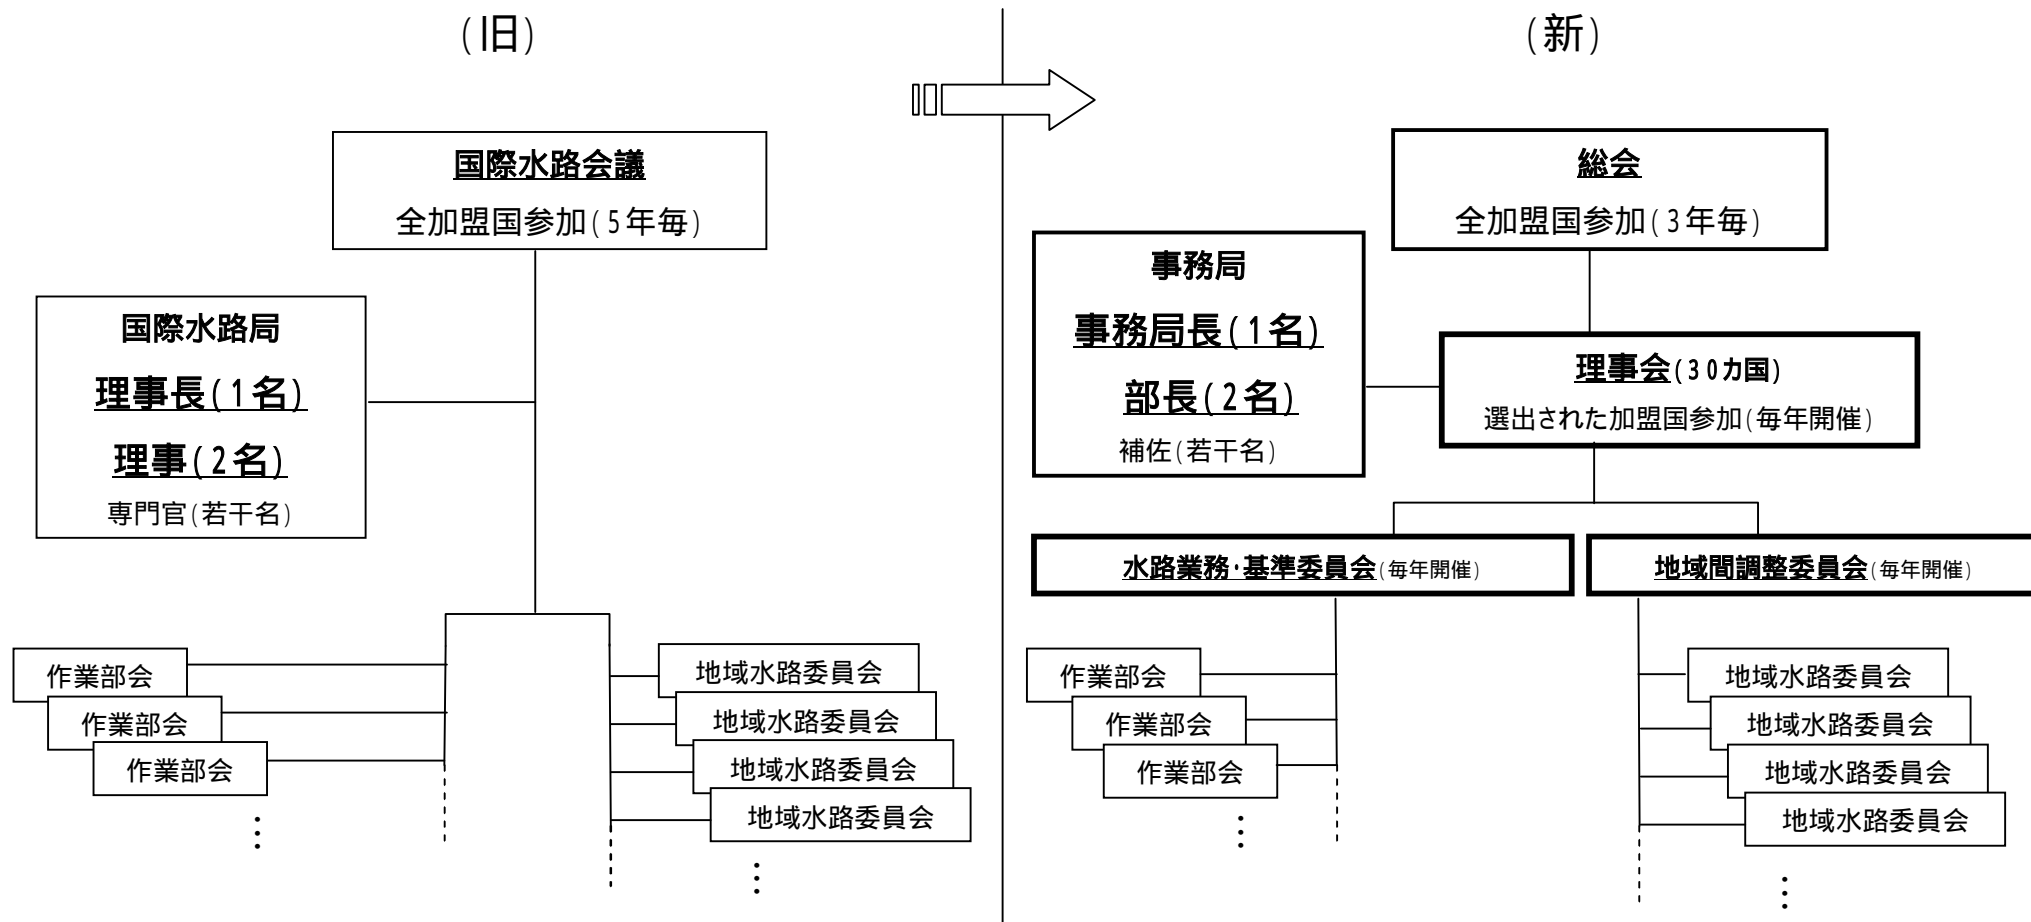 (旧)
国際水路会議
全加盟国参加(5年毎)
国際水路局
理事長(1名)
理事(2名)
専門官(若干名)
作業部会
作業部会
作業部会
⋮
地域水路委員会
地域水路委員会
地域水路委員会
地域水路委員会
⋮
(新)
総会
全加盟国参加(3年毎)
事務局
事務局長(1名)
部長(2名)
補佐(若干名)
理事会(30カ国)
選出された加盟国参加(毎年開催)
水路業務・基準委員会(毎年開催)
地域間調整委員会(毎年開催)
作業部会
作業部会
作業部会
⋮
地域水路委員会
地域水路委員会
地域水路委員会
地域水路委員会
⋮